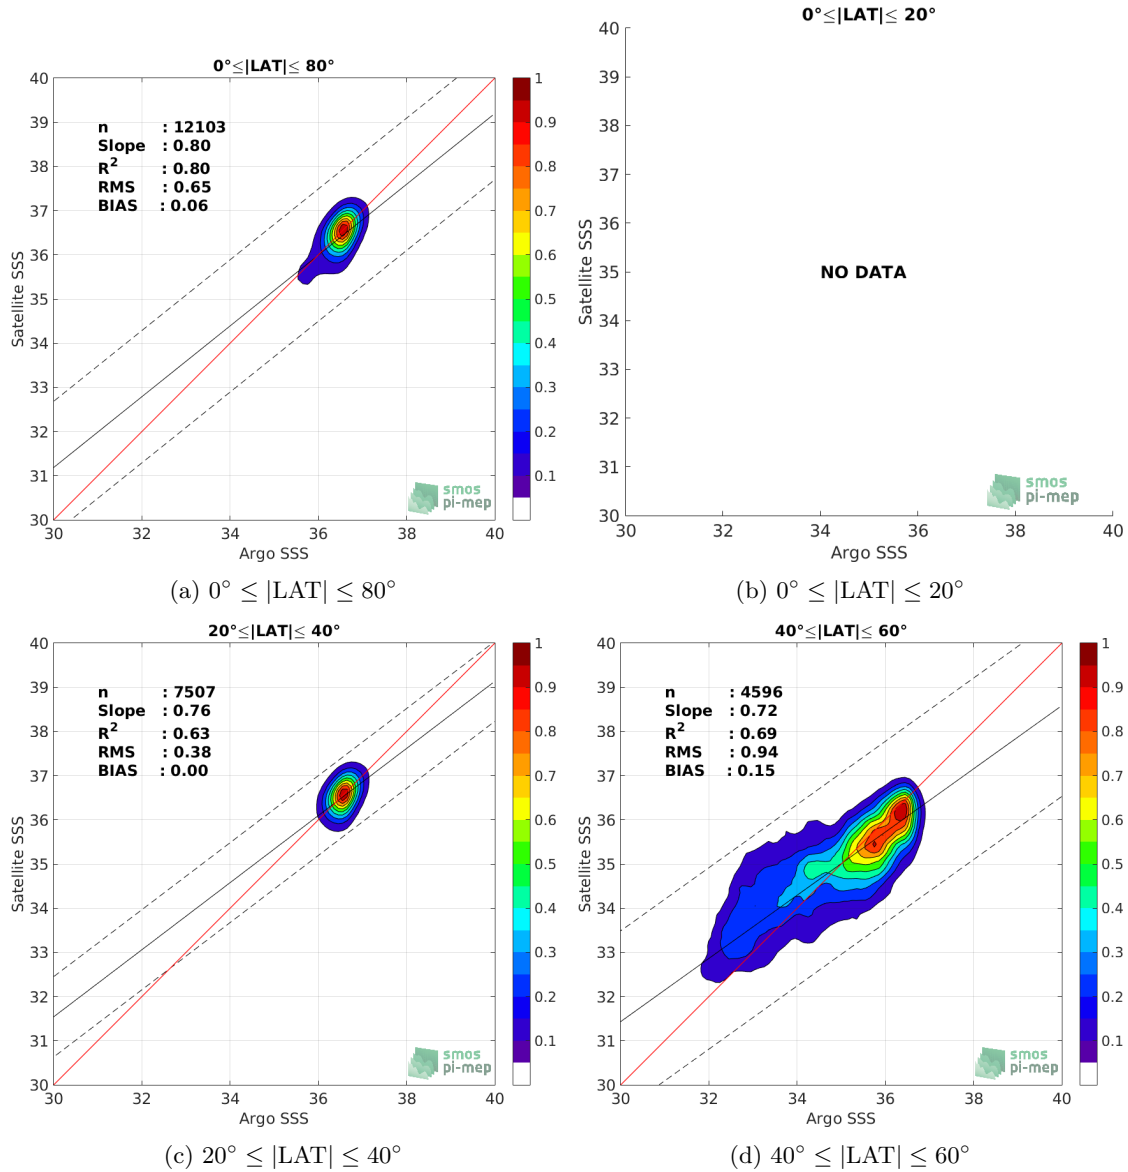 0°≤|LAT|≤ 80°
40
39
38
37
36
35
34
33
32
31
30
Satellite SSS
n : 12103
Slope : 0.80
R² : 0.80
RMS : 0.65
BIAS : 0.06
smos
pi-mep
30 32 34 36 38 40
Argo SSS
1
0.9
0.8
0.7
0.6
0.5
0.4
0.3
0.2
0.1
(a) 0° ≤ |LAT| ≤ 80°
0°≤|LAT|≤ 20°
40
39
38
37
36
35
34
33
32
31
30
Satellite SSS
NO DATA
smos
pi-mep
30 32 34 36 38 40
Argo SSS
(b) 0° ≤ |LAT| ≤ 20°
20°≤|LAT|≤ 40°
40
39
38
37
36
35
34
33
32
31
30
Satellite SSS
n : 7507
Slope : 0.76
R² : 0.63
RMS : 0.38
BIAS : 0.00
smos
pi-mep
30 32 34 36 38 40
Argo SSS
1
0.9
0.8
0.7
0.6
0.5
0.4
0.3
0.2
0.1
(c) 20° ≤ |LAT| ≤ 40°
40°≤|LAT|≤ 60°
40
39
38
37
36
35
34
33
32
31
30
Satellite SSS
n : 4596
Slope : 0.72
R² : 0.69
RMS : 0.94
BIAS : 0.15
smos
pi-mep
30 32 34 36 38 40
Argo SSS
1
0.9
0.8
0.7
0.6
0.5
0.4
0.3
0.2
0.1
(d) 40° ≤ |LAT| ≤ 60°